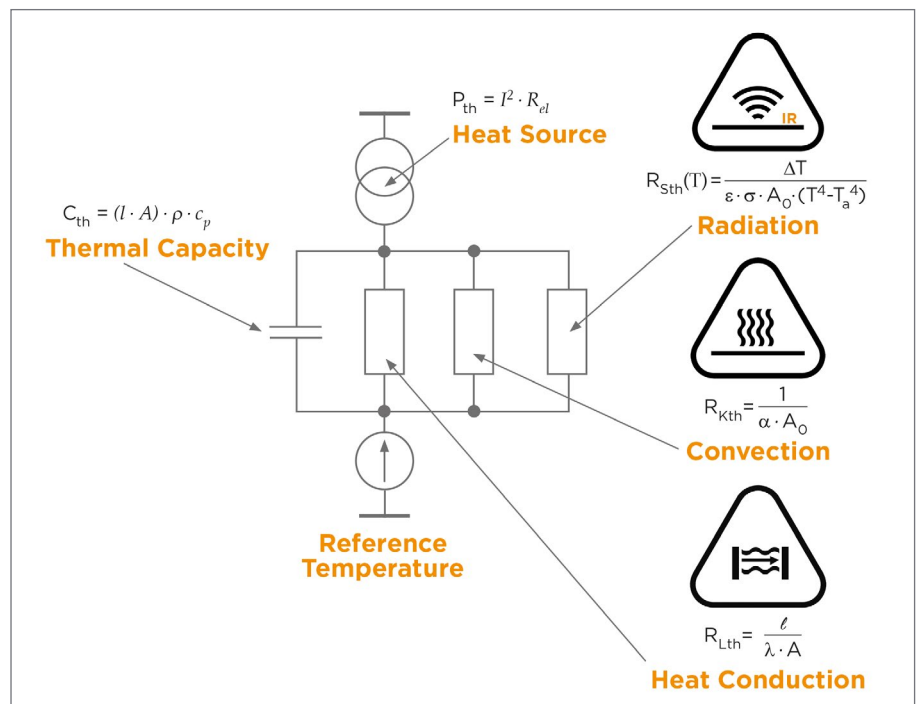 P_th = I² · R_el
Heat Source
IR
R_Sth(T) = ΔT / ε·σ·A_0·(T⁴-T_a⁴)
Radiation
C_th = (l · A) · ρ · c_p
Thermal Capacity
R_Kth = 1 / α · A_0
Convection
Reference
Temperature
R_Lth = ℓ / λ · A
Heat Conduction